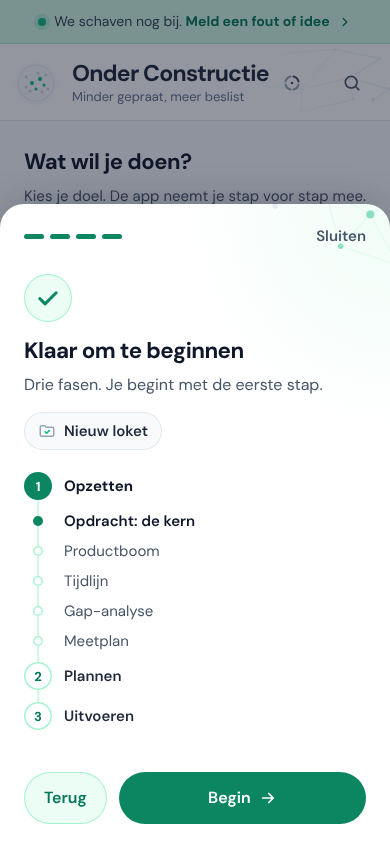 We schaven nog bij. Meld een fout of idee
Onder Constructie
Minder gepraat, meer beslist
Wat wil je doen?
Kies je doel. De app neemt je stap voor stap mee.
Sluiten
Klaar om te beginnen
Drie fasen. Je begint met de eerste stap.
Nieuw loket
1 Opzetten
Opdracht: de kern
Productboom
Tijdlijn
Gap-analyse
Meetplan
2 Plannen
3 Uitvoeren
Terug
Begin →